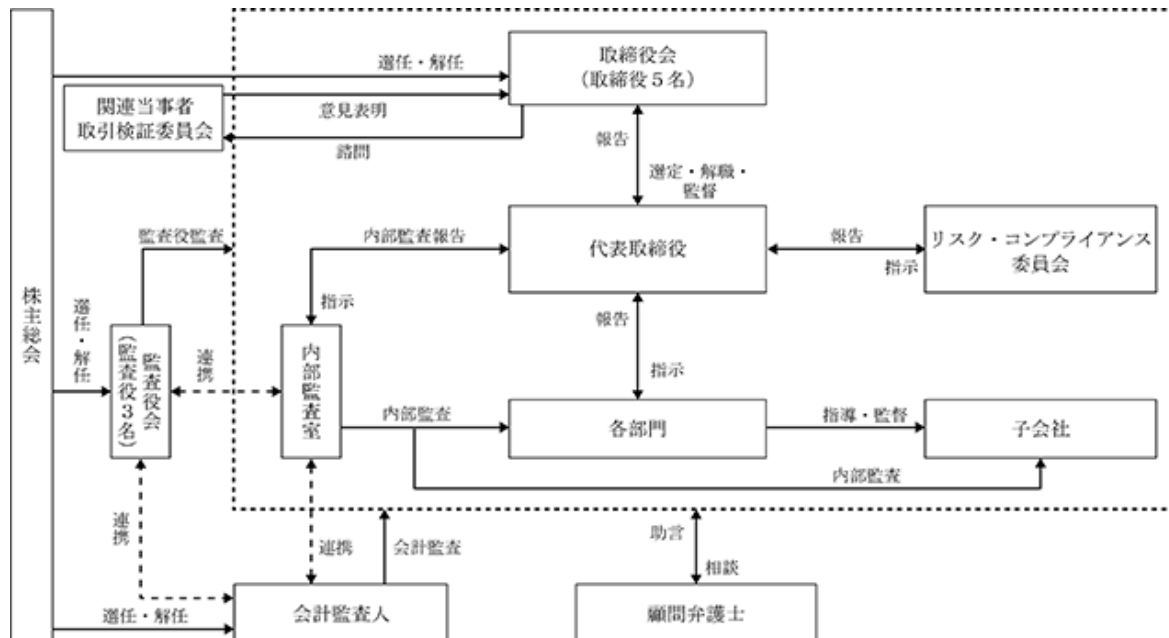 取締役会
（取締役５名）
選任・解任
関連当事者
取引検証委員会
意見表明
諮問
報告
選定・解職・
監督
監査役監査
内部監査報告
代表取締役
報告
指示
リスク・コンプライアンス
委員会
株主総会
選任・解任
指示
報告
監査役会
（監査役３名）
連携
内部監査室
指示
内部監査
各部門
指導・監督
子会社
内部監査
連携
連携
会計監査
助言
相談
選任・解任
会計監査人
顧問弁護士